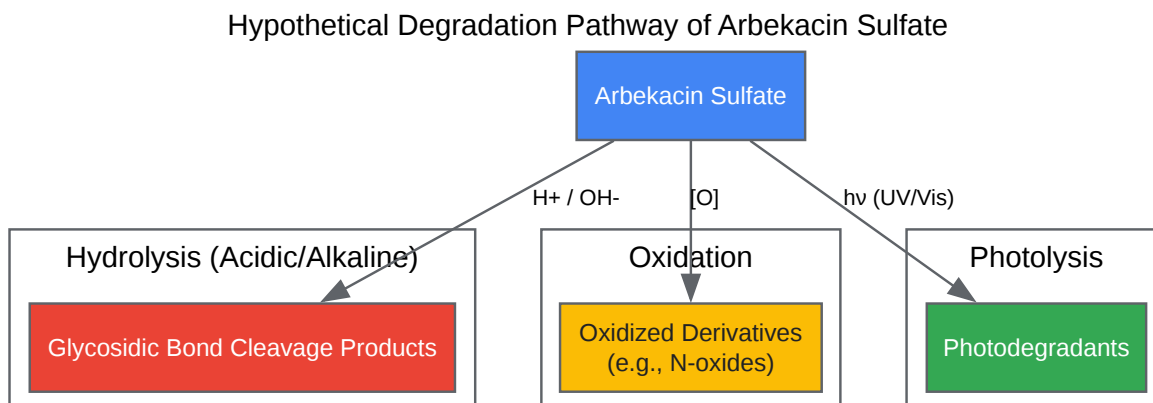 Hypothetical Degradation Pathway of Arbekacin Sulfate
Arbekacin Sulfate
H+ / OH-
[O]
hν (UV/Vis)
Hydrolysis (Acidic/Alkaline)
Oxidation
Photolysis
Glycosidic Bond Cleavage Products
Oxidized Derivatives
(e.g., N-oxides)
Photodegradants